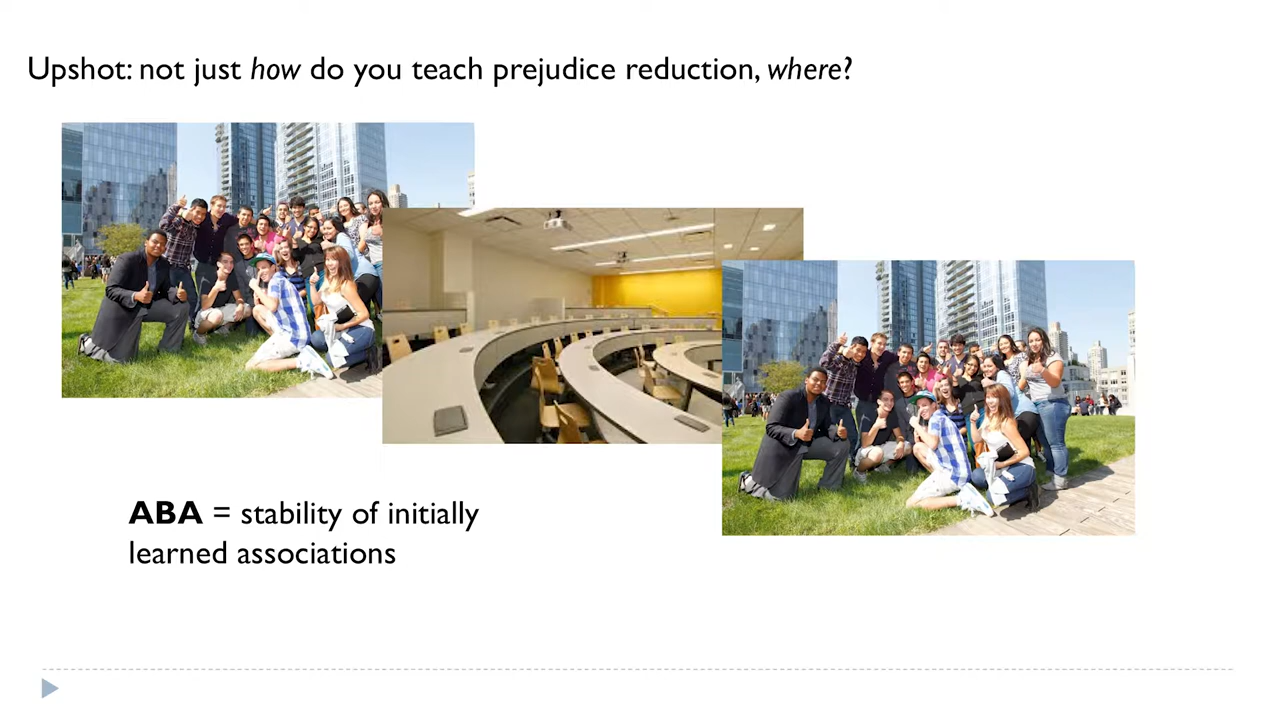 Upshot: not just how do you teach prejudice reduction, where?
ABA = stability of initially
learned associations